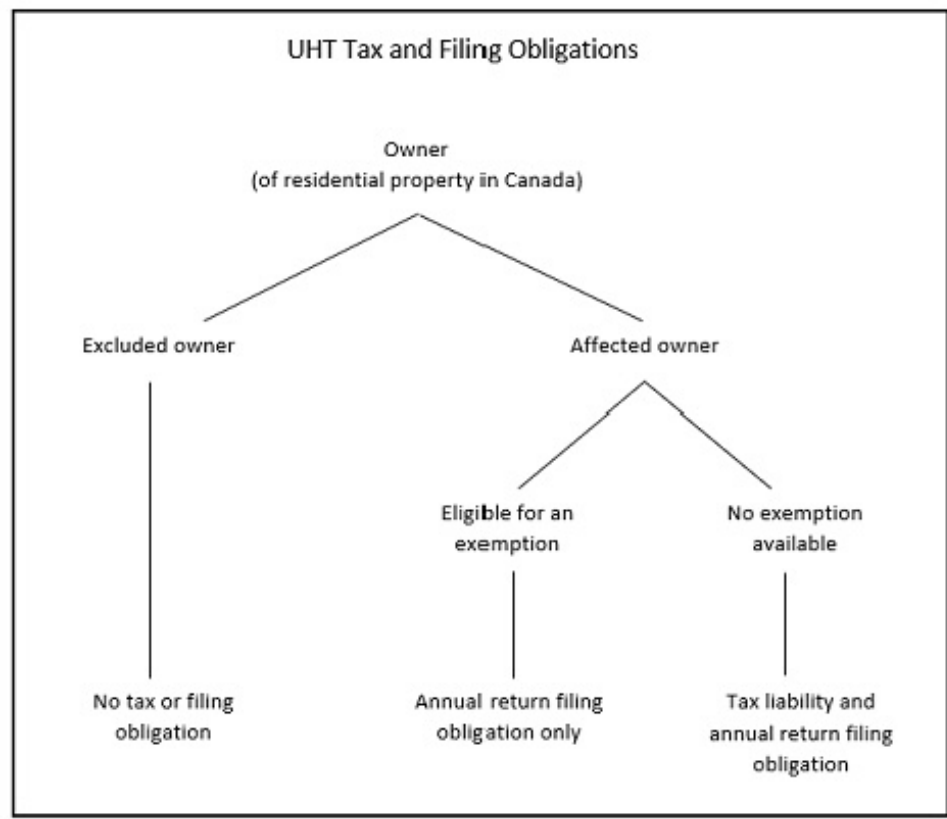 UHT Tax and Filing Obligations
Owner
(of residential property in Canada)
Excluded owner
Affected owner
Eligible for an
exemption
No exemption
available
No tax or filing
obligation
Annual return filing
obligation only
Tax liability and
annual return filing
obligation